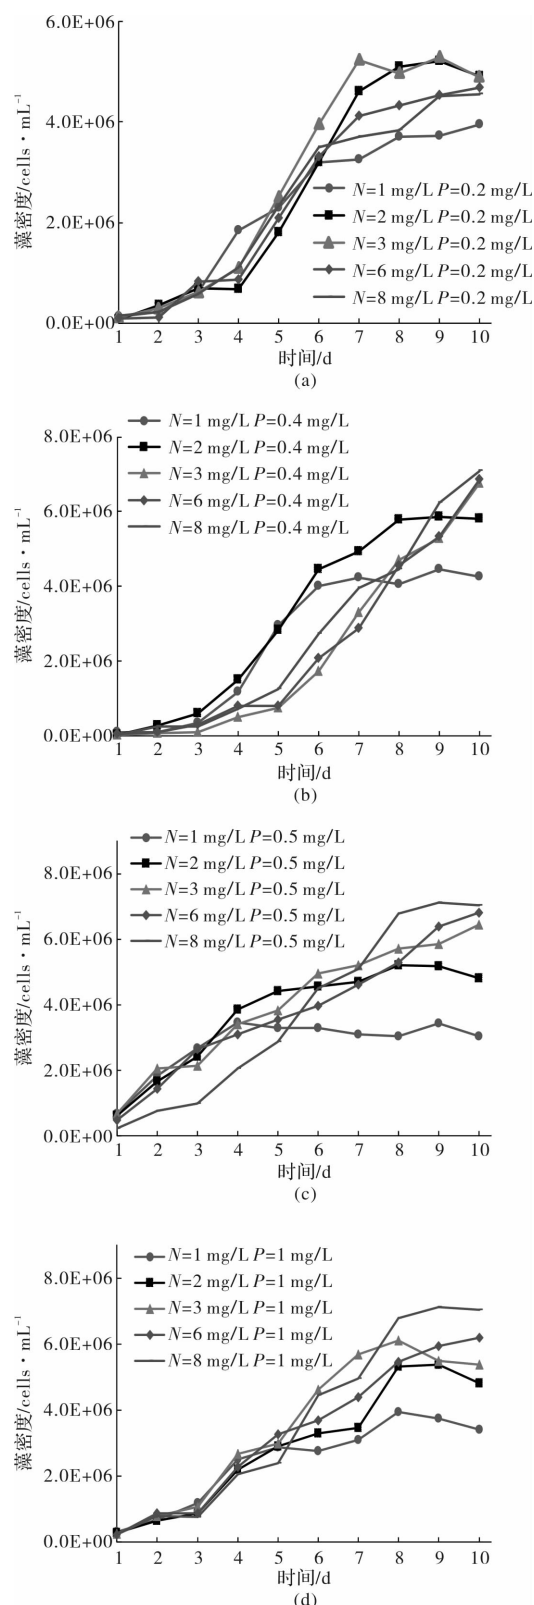 6.0E+06
4.0E+06
2.0E+06
0.0E+00
藻密度/cells·mL⁻¹
N=1 mg/L P=0.2 mg/L
N=2 mg/L P=0.2 mg/L
N=3 mg/L P=0.2 mg/L
N=6 mg/L P=0.2 mg/L
N=8 mg/L P=0.2 mg/L
1 2 3 4 5 6 7 8 9 10
时间/d
(a)
N=1 mg/L P=0.4 mg/L
N=2 mg/L P=0.4 mg/L
N=3 mg/L P=0.4 mg/L
N=6 mg/L P=0.4 mg/L
N=8 mg/L P=0.4 mg/L
8.0E+06
6.0E+06
4.0E+06
2.0E+06
0.0E+00
藻密度/cells·mL⁻¹
1 2 3 4 5 6 7 8 9 10
时间/d
(b)
N=1 mg/L P=0.5 mg/L
N=2 mg/L P=0.5 mg/L
N=3 mg/L P=0.5 mg/L
N=6 mg/L P=0.5 mg/L
N=8 mg/L P=0.5 mg/L
8.0E+06
6.0E+06
4.0E+06
2.0E+06
0.0E+00
藻密度/cells·mL⁻¹
1 2 3 4 5 6 7 8 9 10
时间/d
(c)
N=1 mg/L P=1 mg/L
N=2 mg/L P=1 mg/L
N=3 mg/L P=1 mg/L
N=6 mg/L P=1 mg/L
N=8 mg/L P=1 mg/L
8.0E+06
6.0E+06
4.0E+06
2.0E+06
0.0E+00
藻密度/cells·mL⁻¹
1 2 3 4 5 6 7 8 9 10
时间/d
(d)